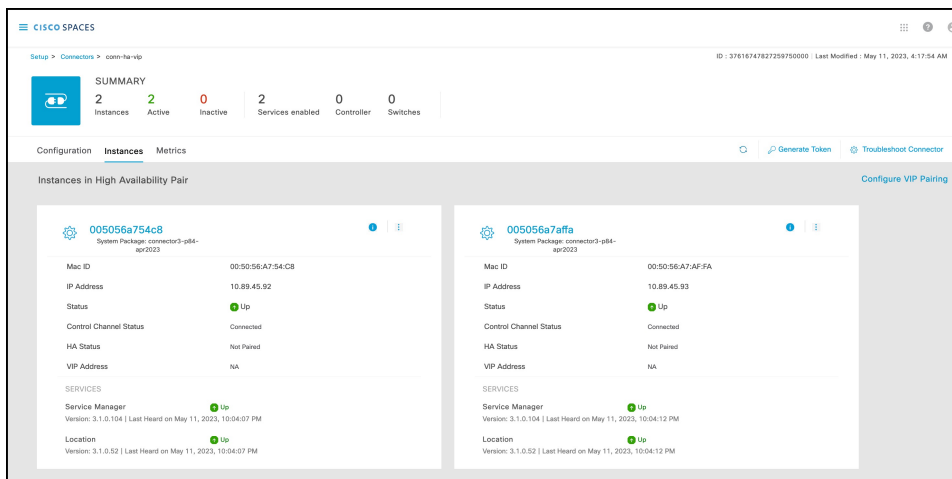 CISCO SPACES
Setup > Connectors > conn-ha-vip
ID : 37616747827259750000 | Last Modified : May 11, 2023, 4:17:54 AM
SUMMARY
2 2 0 2 0 0
Instances Active Inactive Services enabled Controller Switches
Configuration Instances Metrics Generate Token Troubleshoot Connector
Instances in High Availability Pair Configure VIP Pairing
005056a754c8
System Package: connector3-p84-
apr2023
Mac ID 00:50:56:A7:54:C8
IP Address 10.89.45.92
Status Up
Control Channel Status Connected
HA Status Not Paired
VIP Address NA
SERVICES
Service Manager Up
Version: 3.1.0.104 | Last Heard on May 11, 2023, 10:04:07 PM
Location Up
Version: 3.1.0.52 | Last Heard on May 11, 2023, 10:04:07 PM
005056a7affa
System Package: connector3-p84-
apr2023
Mac ID 00:50:56:A7:AF:FA
IP Address 10.89.45.93
Status Up
Control Channel Status Connected
HA Status Not Paired
VIP Address NA
SERVICES
Service Manager Up
Version: 3.1.0.104 | Last Heard on May 11, 2023, 10:04:12 PM
Location Up
Version: 3.1.0.52 | Last Heard on May 11, 2023, 10:04:12 PM